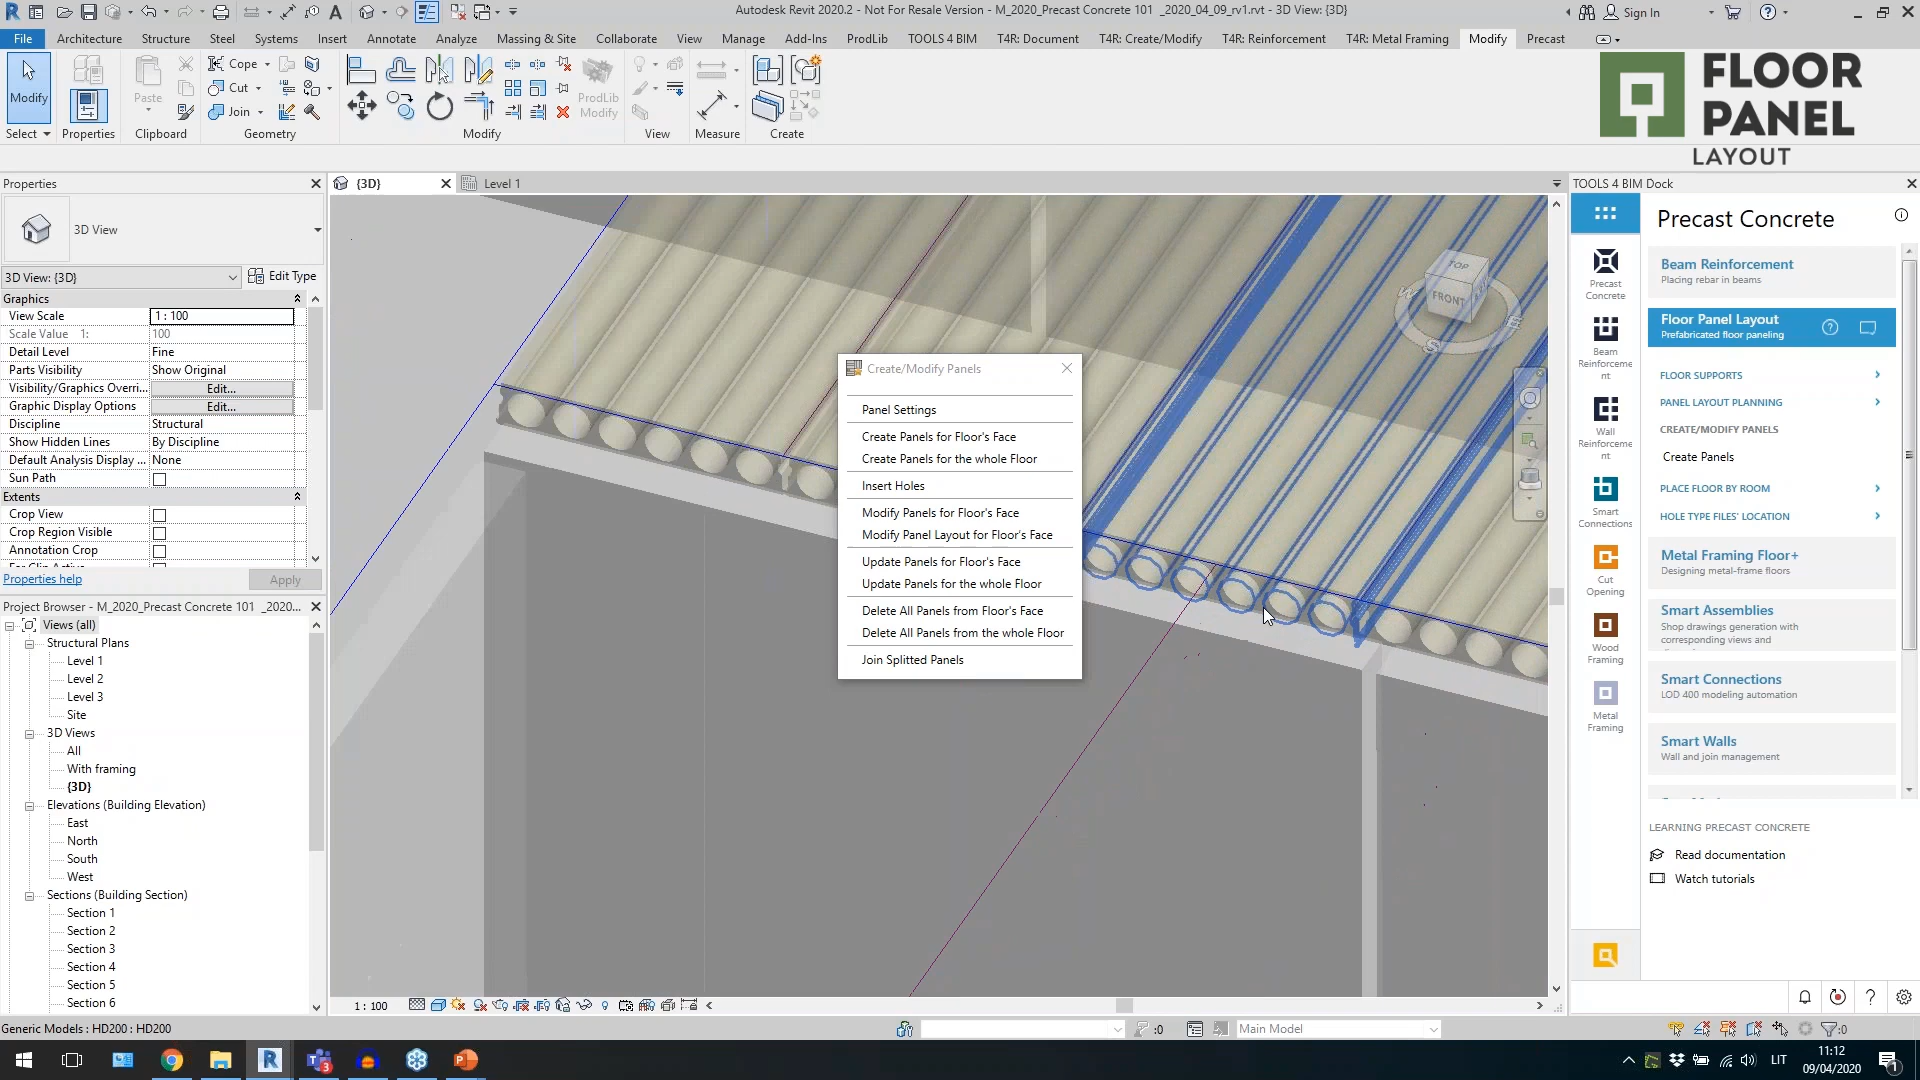 Autodesk Revit 2020.2 - Not For Resale Version - M_2020_Precast Concrete 101 _2020_04_09_rv1.rvt - 3D View: {3D}
Sign In
File Architecture Structure Steel Systems Insert Annotate Analyze Massing & Site Collaborate View Manage Add-Ins ProdLib TOOLS 4 BIM T4R: Document T4R: Create/Modify T4R: Reinforcement T4R: Metal Framing Modify Precast
Modify
Properties
Paste
Cope
Cut
Join
ProdLib
Modify
Select Properties Clipboard Geometry Modify View Measure Create
FLOOR
PANEL
LAYOUT
Properties
{3D}
Level 1
3D View
3D View: {3D}
Edit Type
Graphics
View Scale 1 : 100
Scale Value 1: 100
Detail Level Fine
Parts Visibility Show Original
Visibility/Graphics Overri... Edit...
Graphic Display Options Edit...
Discipline Structural
Show Hidden Lines By Discipline
Default Analysis Display ... None
Sun Path
Extents
Crop View
Crop Region Visible
Annotation Crop
Properties help
Apply
Project Browser - M_2020_Precast Concrete 101 _2020...
Views (all)
Structural Plans
Level 1
Level 2
Level 3
Site
3D Views
All
With framing
{3D}
Elevations (Building Elevation)
East
North
South
West
Sections (Building Section)
Section 1
Section 2
Section 3
Section 4
Section 5
Section 6
TOP
FRONT
W
S
E
Create/Modify Panels
Panel Settings
Create Panels for Floor's Face
Create Panels for the whole Floor
Insert Holes
Modify Panels for Floor's Face
Modify Panel Layout for Floor's Face
Update Panels for Floor's Face
Update Panels for the whole Floor
Delete All Panels from Floor's Face
Delete All Panels from the whole Floor
Join Splitted Panels
TOOLS 4 BIM Dock
Precast
Concrete
Beam
Reinforceme
nt
Wall
Reinforceme
nt
Smart
Connections
Cut
Opening
Wood
Framing
Metal
Framing
Precast Concrete
Beam Reinforcement
Placing rebar in beams
Floor Panel Layout
Prefabricated floor paneling
FLOOR SUPPORTS
PANEL LAYOUT PLANNING
CREATE/MODIFY PANELS
Create Panels
PLACE FLOOR BY ROOM
HOLE TYPE FILES' LOCATION
Metal Framing Floor+
Designing metal-frame floors
Smart Assemblies
Shop drawings generation with
corresponding views and
Smart Connections
LOD 400 modeling automation
Smart Walls
Wall and join management
LEARNING PRECAST CONCRETE
Read documentation
Watch tutorials
1 : 100
Generic Models : HD200 : HD200
:0
Main Model
:0
3
LIT
11:12
09/04/2020
1